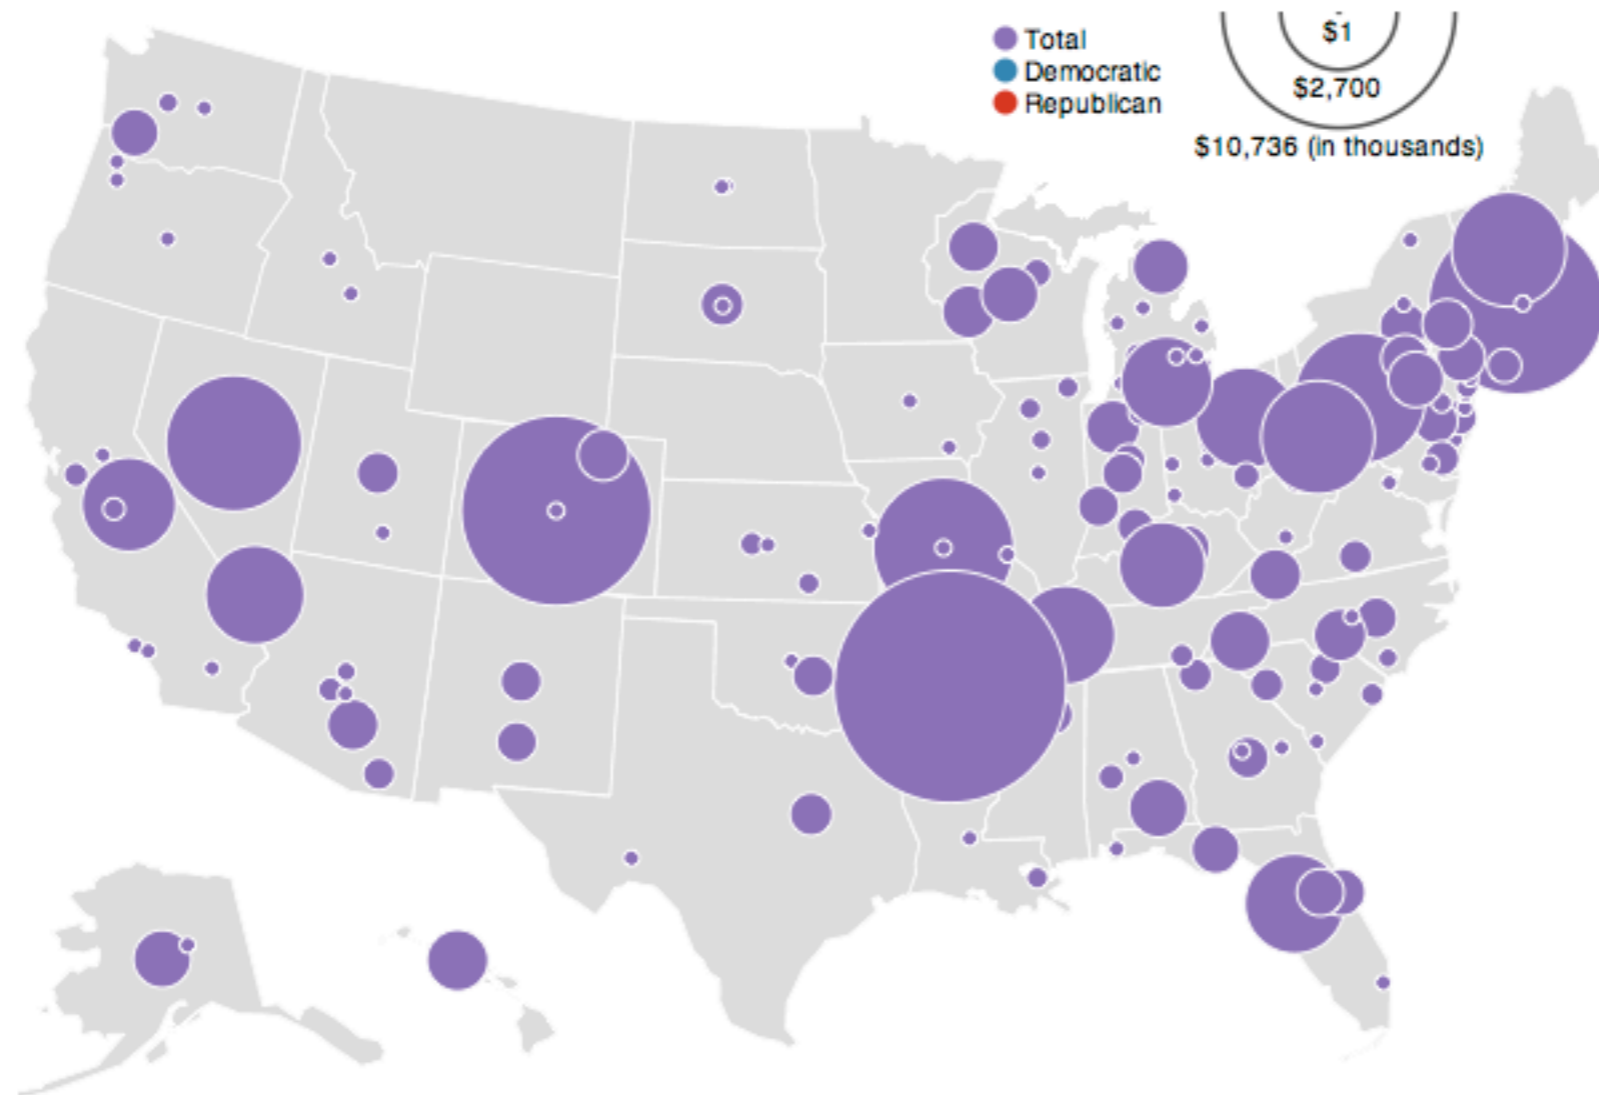 Total
Democratic
Republican
$1
$2,700
$10,736 (in thousands)